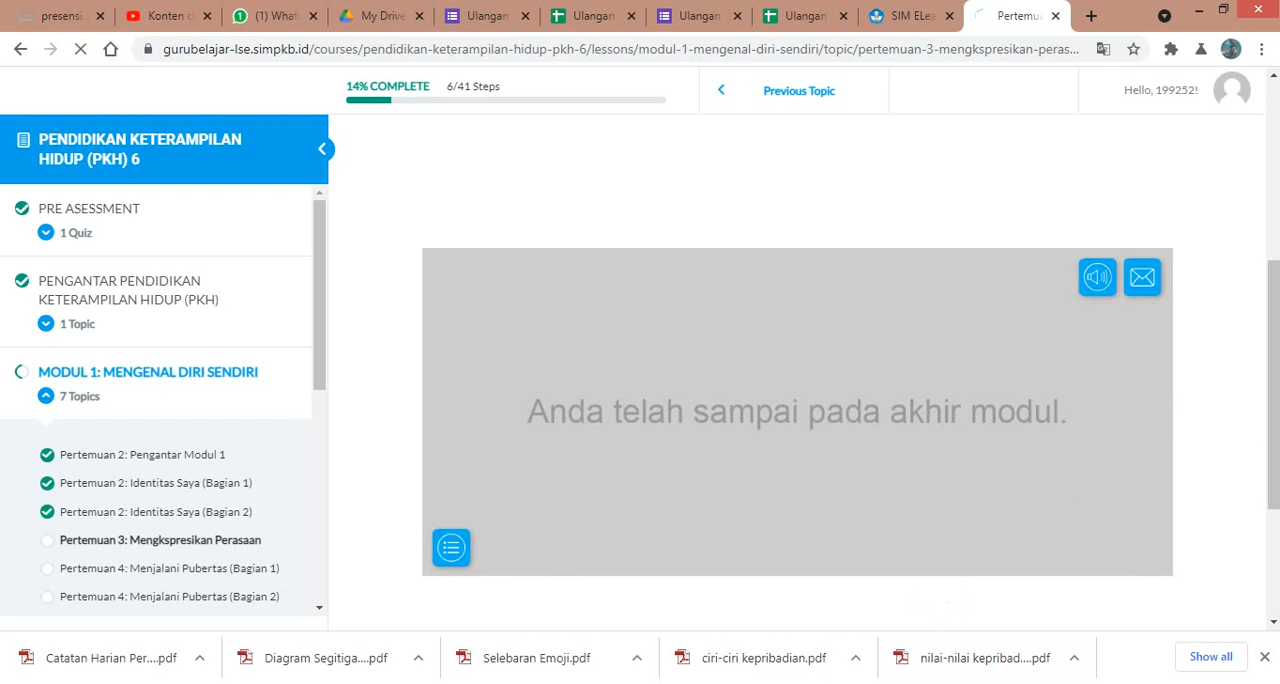 presensi.
Konten c
(1) What
My Drive
Ulangan
Ulangan
Ulangan
Ulangan
SIM ELea
Pertemu
gurubelajar-lse.simpkb.id/courses/pendidikan-keterampilan-hidup-pkh-6/lessons/modul-1-mengenal-diri-sendiri/topic/pertemuan-3-mengkspresikan-peras...
14% COMPLETE 6/41 Steps
Previous Topic
Hello, 199252!
PENDIDIKAN KETERAMPILAN
HIDUP (PKH) 6
PRE ASESSMENT
1 Quiz
PENGANTAR PENDIDIKAN
KETERAMPILAN HIDUP (PKH)
1 Topic
MODUL 1: MENGENAL DIRI SENDIRI
7 Topics
Pertemuan 2: Pengantar Modul 1
Pertemuan 2: Identitas Saya (Bagian 1)
Pertemuan 2: Identitas Saya (Bagian 2)
Pertemuan 3: Mengkspresikan Perasaan
Pertemuan 4: Menjalani Pubertas (Bagian 1)
Pertemuan 4: Menjalani Pubertas (Bagian 2)
Anda telah sampai pada akhir modul.
Catatan Harian Per....pdf
Diagram Segitiga....pdf
Selebaran Emoji.pdf
ciri-ciri kepribadian.pdf
nilai-nilai kepribad....pdf
Show all